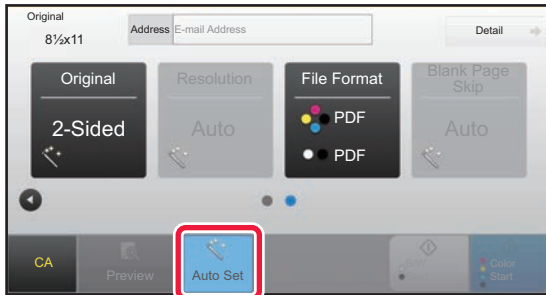 Original
8½x11
Address E-mail Address
Detail
Original
2-Sided
Resolution
Auto
File Format
PDF
PDF
Blank Page
Skip
Auto
CA
Preview
Auto Set
B/W
Start
Color
Start